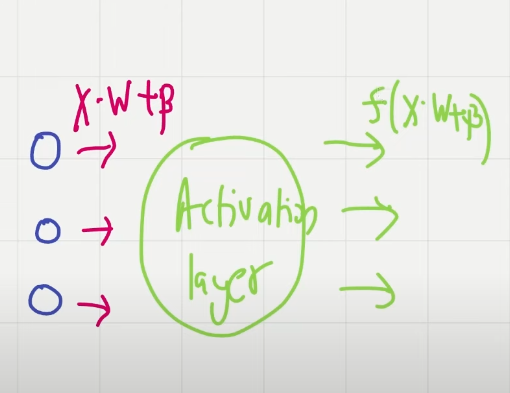 X·W+β
f(X·W+β)
Activation
layer